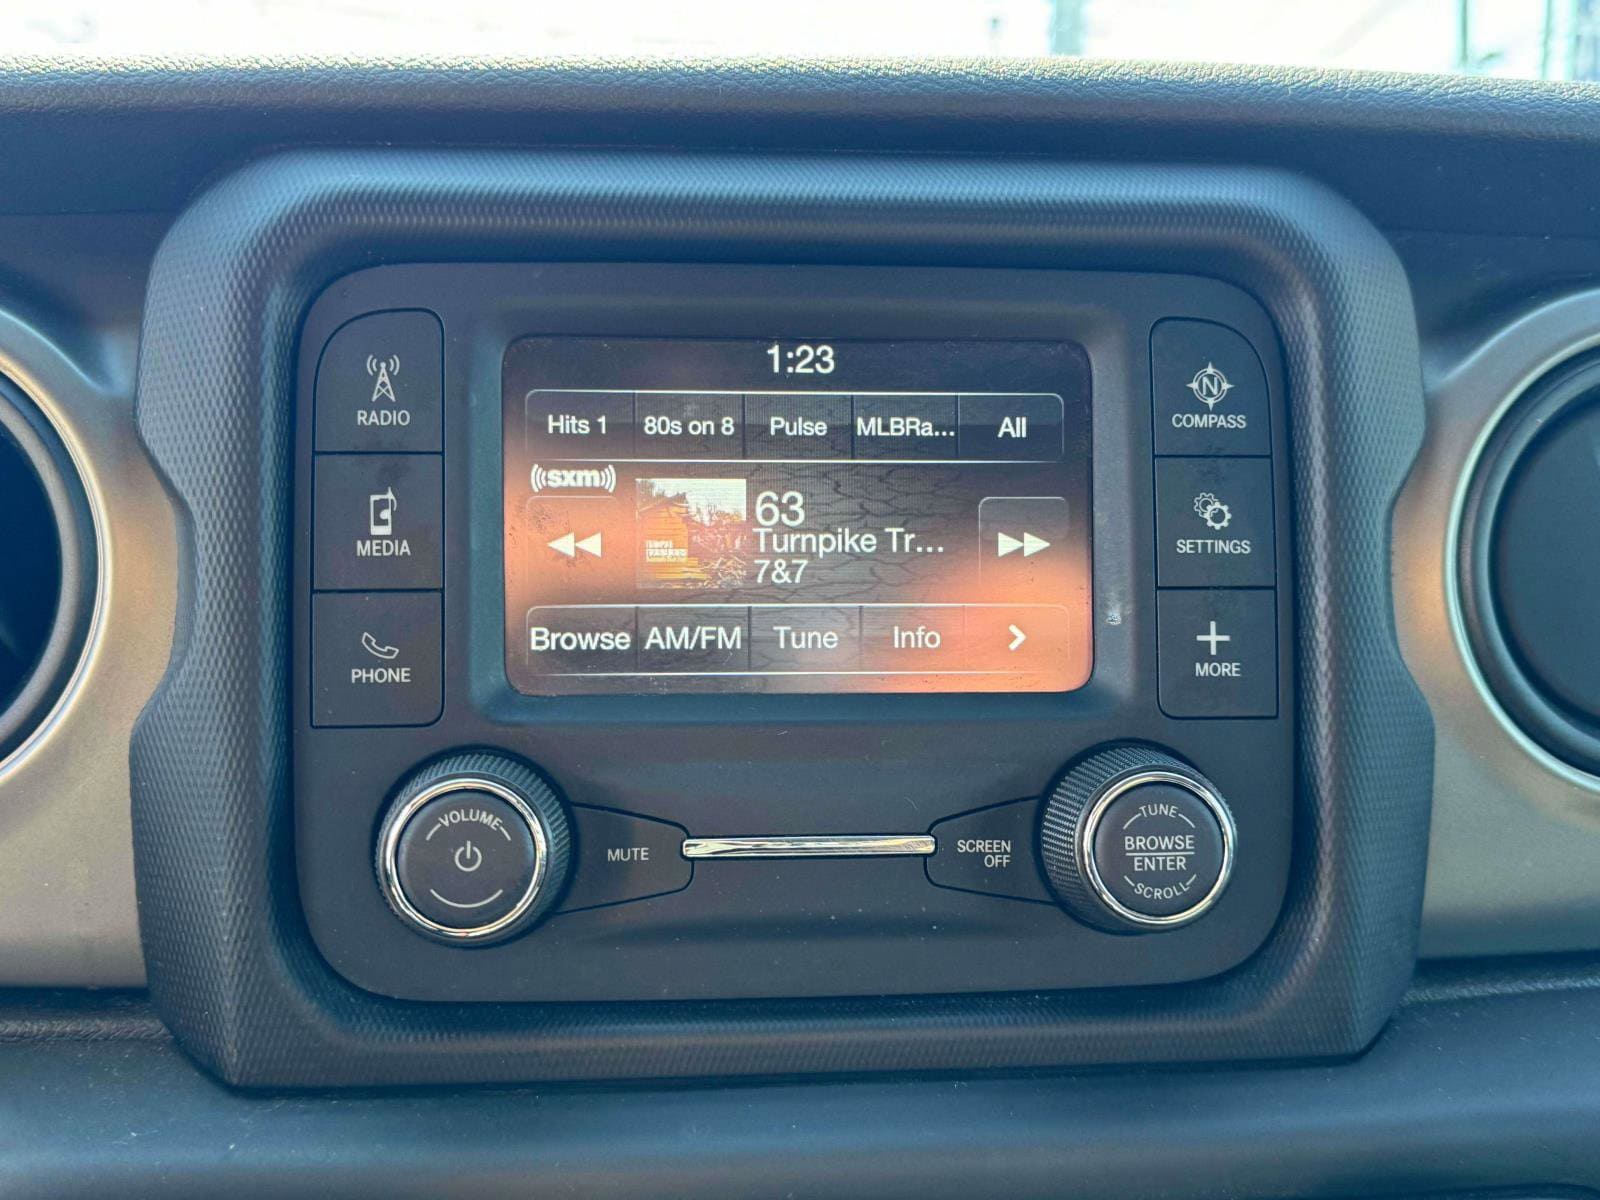 1:23
Hits 1
80s on 8
Pulse
MLBRa...
All
((sxm))
63
Turnpike Tr...
7&7
Browse
AM/FM
Tune
Info
>
RADIO
MEDIA
PHONE
N
COMPASS
SETTINGS
+
MORE
VOLUME
MUTE
SCREEN
OFF
TUNE
BROWSE
ENTER
SCROLL